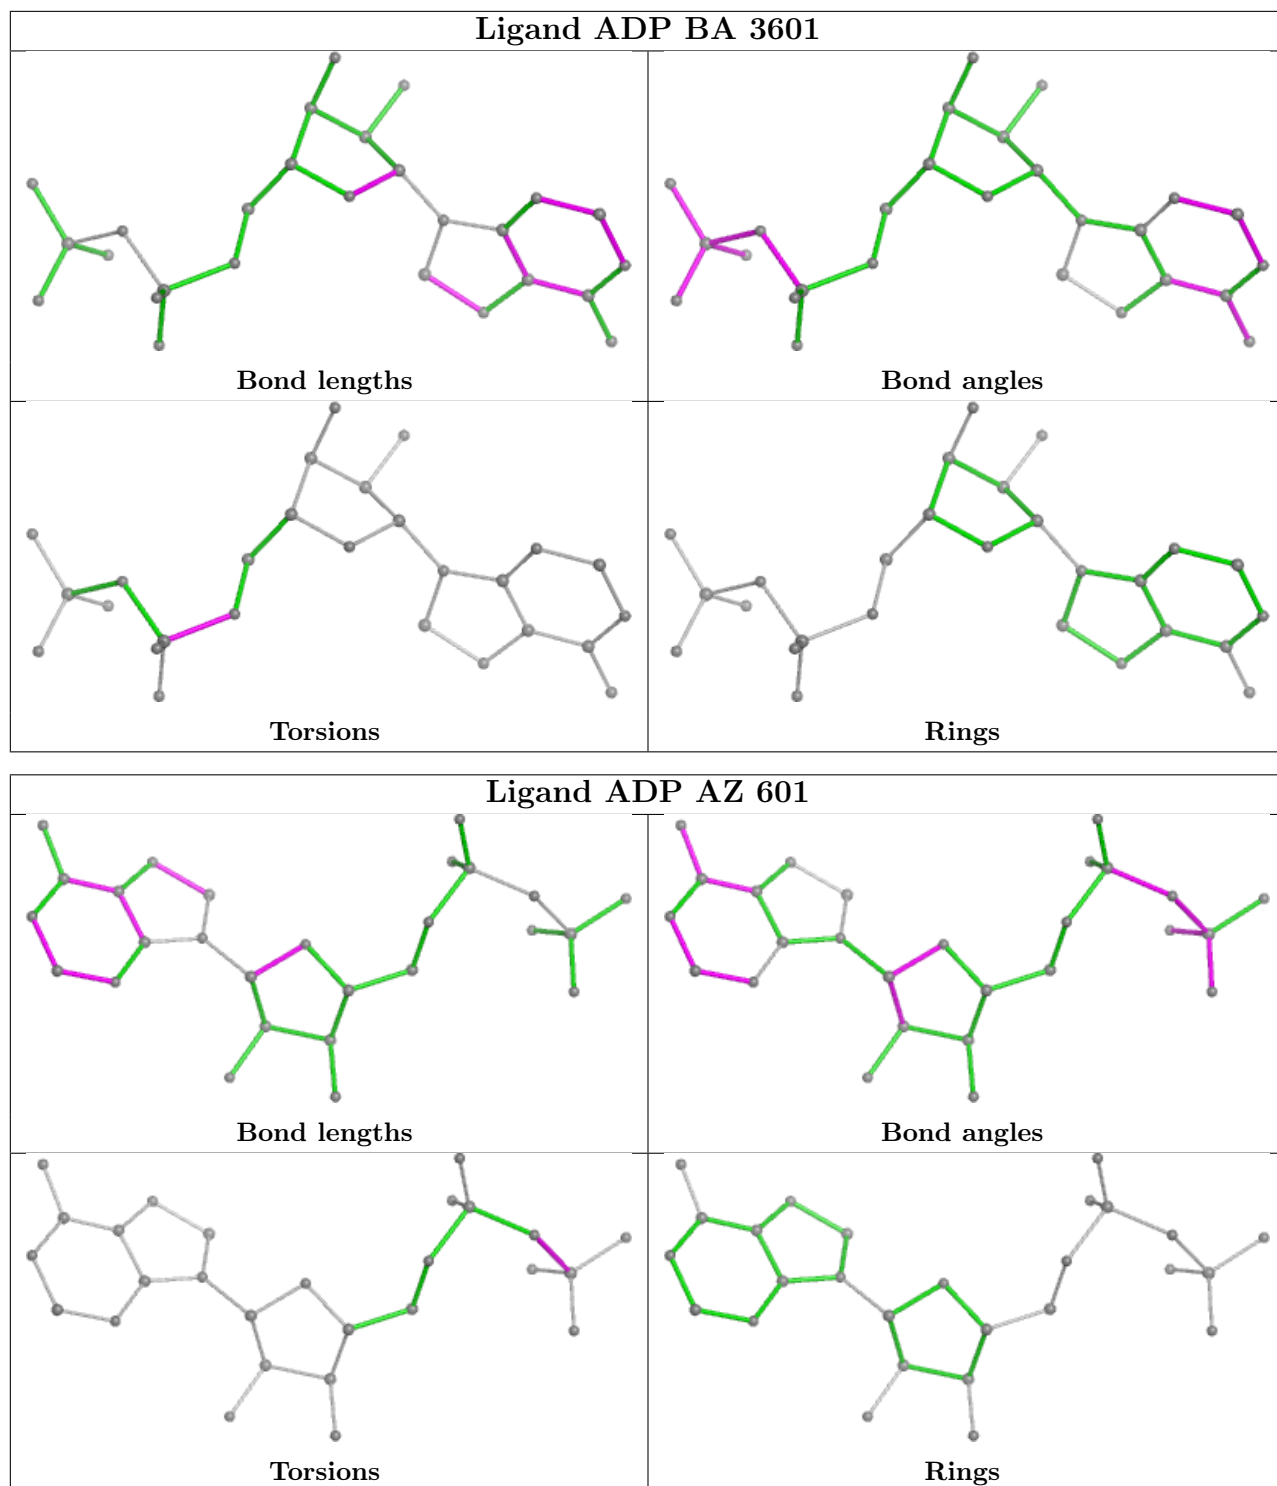 Ligand ADP BA 3601
Bond lengths
Bond angles
Torsions
Rings
Ligand ADP AZ 601
Bond lengths
Bond angles
Torsions
Rings